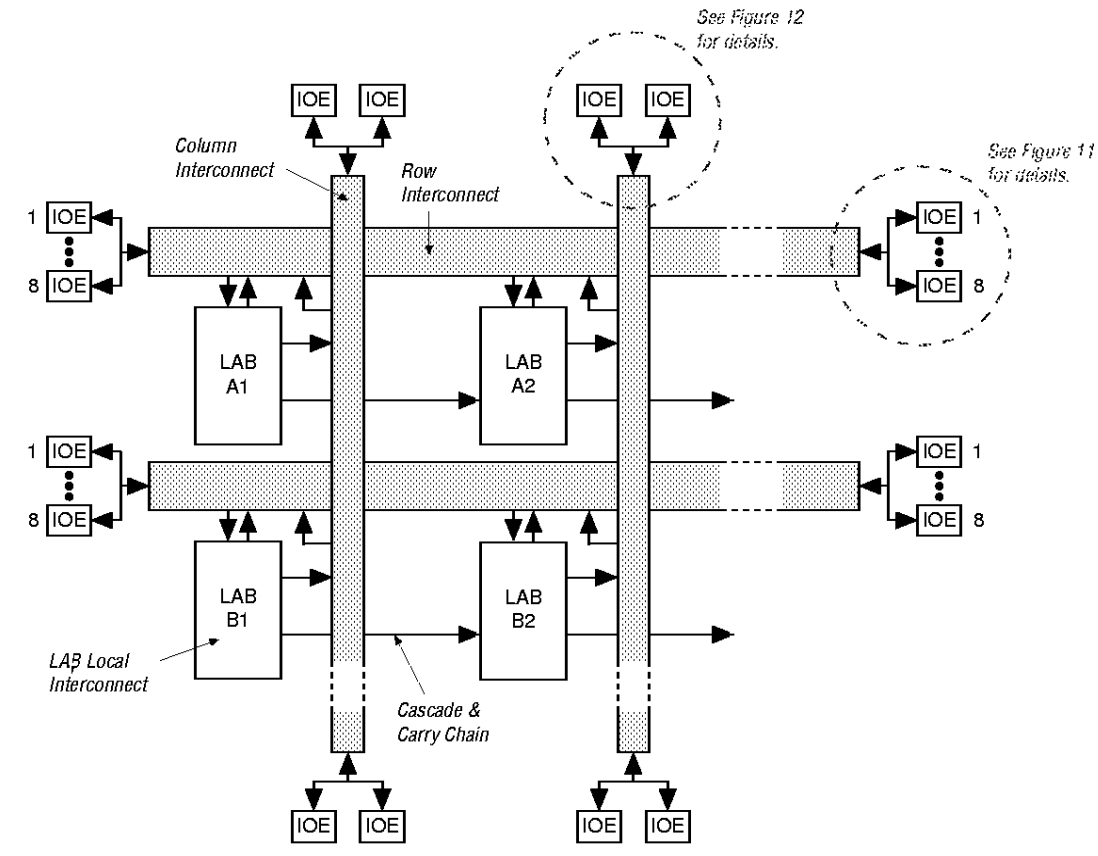 See Figure 12
for details.
IOE
IOE
IOE
IOE
Column
Interconnect
Row
Interconnect
See Figure 11
for details.
1
IOE
IOE
1
8
IOE
IOE
8
LAB
A1
LAB
A2
1
IOE
IOE
1
8
IOE
IOE
8
LAB
B1
LAB
B2
LAB Local
Interconnect
Cascade &
Carry Chain
IOE
IOE
IOE
IOE